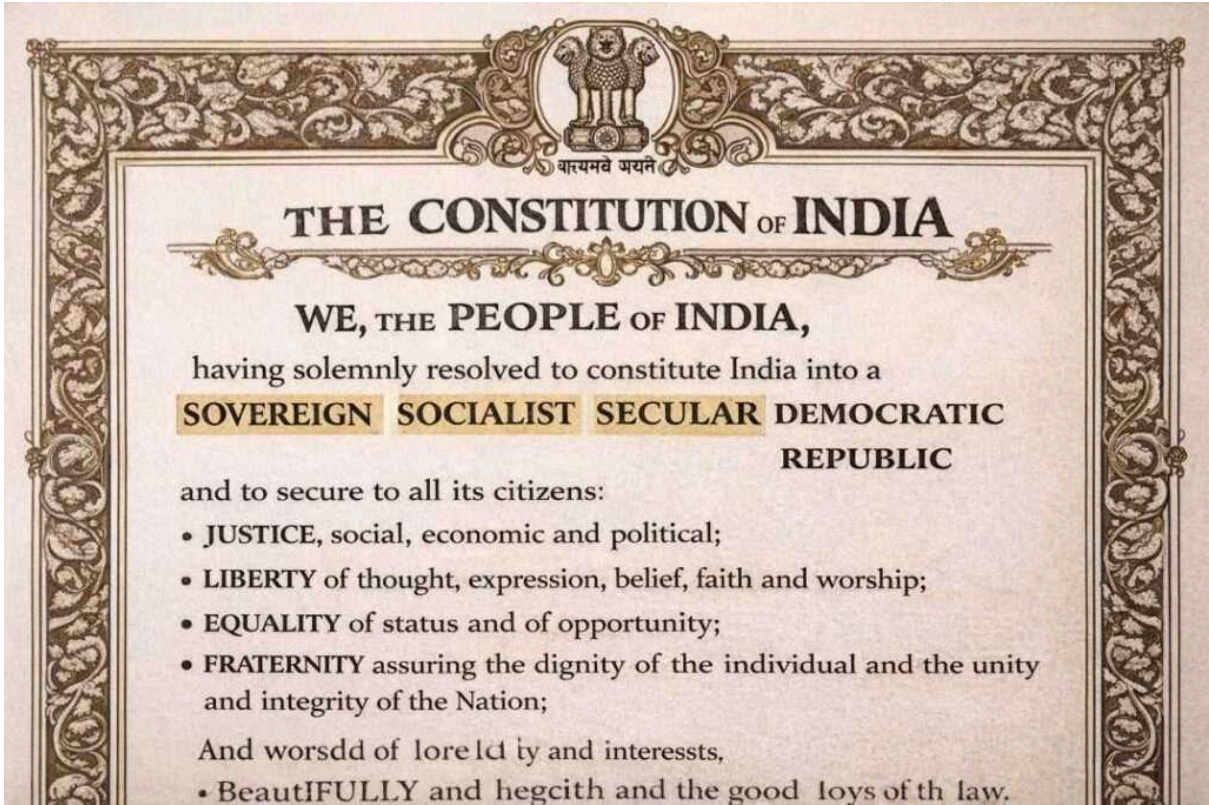 वात्यमवे जयते
THE CONSTITUTION OF INDIA
WE, THE PEOPLE OF INDIA,
having solemnly resolved to constitute India into a
SOVEREIGN SOCIALIST SECULAR DEMOCRATIC
REPUBLIC
and to secure to all its citizens:
• JUSTICE, social, economic and political;
• LIBERTY of thought, expression, belief, faith and worship;
• EQUALITY of status and of opportunity;
• FRATERNITY assuring the dignity of the individual and the unity
and integrity of the Nation;
And worsdd of and interessts,
• BeautIFULLY and hegcith and the good loys of th law.